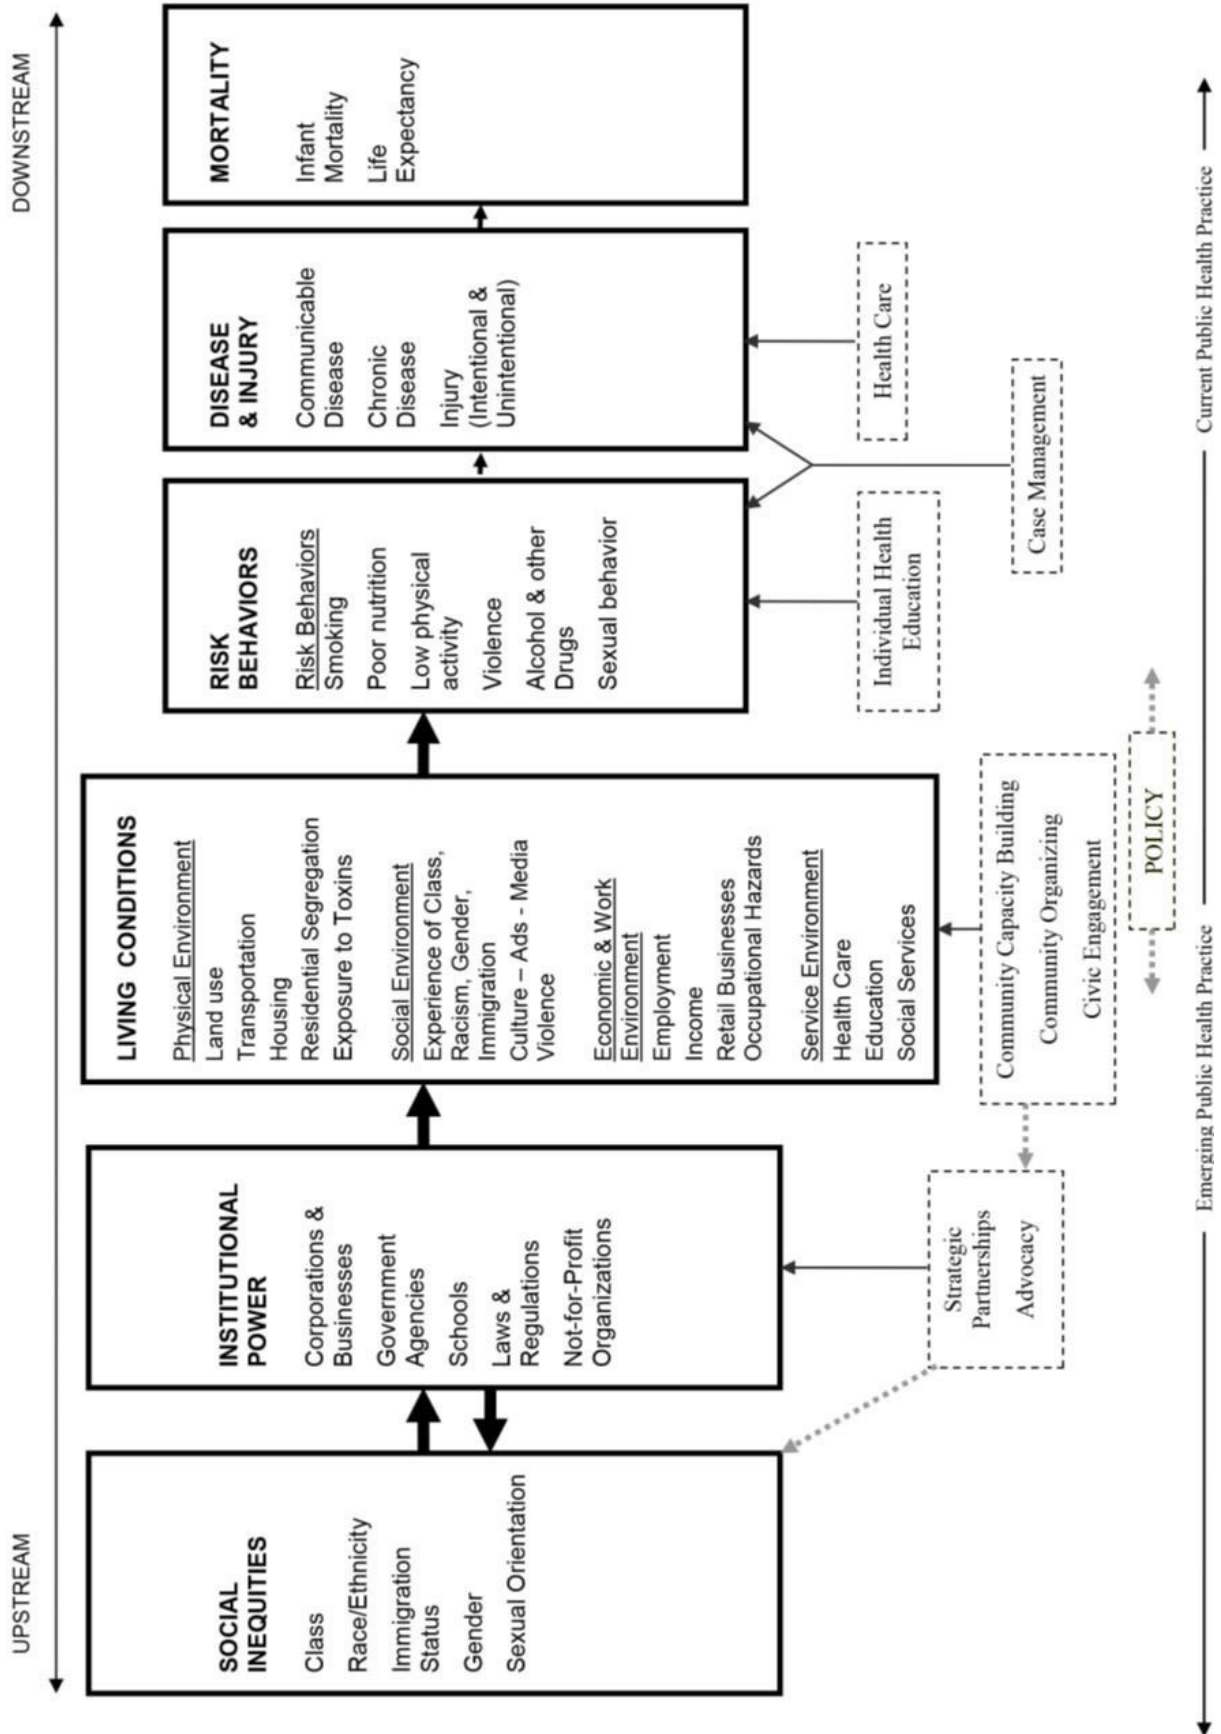 UPSTREAM
DOWNSTREAM
SOCIAL
INEQUITIES
Class
Race/Ethnicity
Immigration
Status
Gender
Sexual Orientation
INSTITUTIONAL
POWER
Corporations &
Businesses
Government
Agencies
Schools
Laws &
Regulations
Not-for-Profit
Organizations
LIVING CONDITIONS
Physical Environment
Land use
Transportation
Housing
Residential Segregation
Exposure to Toxins
Social Environment
Experience of Class,
Racism, Gender,
Immigration
Culture – Ads - Media
Violence
Economic & Work
Environment
Employment
Income
Retail Businesses
Occupational Hazards
Service Environment
Health Care
Education
Social Services
RISK
BEHAVIORS
Risk Behaviors
Smoking
Poor nutrition
Low physical
activity
Violence
Alcohol & other
Drugs
Sexual behavior
DISEASE
& INJURY
Communicable
Disease
Chronic
Disease
Injury
(Intentional &
Unintentional)
MORTALITY
Infant
Mortality
Life
Expectancy
Strategic
Partnerships
Advocacy
Community Capacity Building
Community Organizing
Civic Engagement
Individual Health
Education
Health Care
Case Management
POLICY
Emerging Public Health Practice
Current Public Health Practice